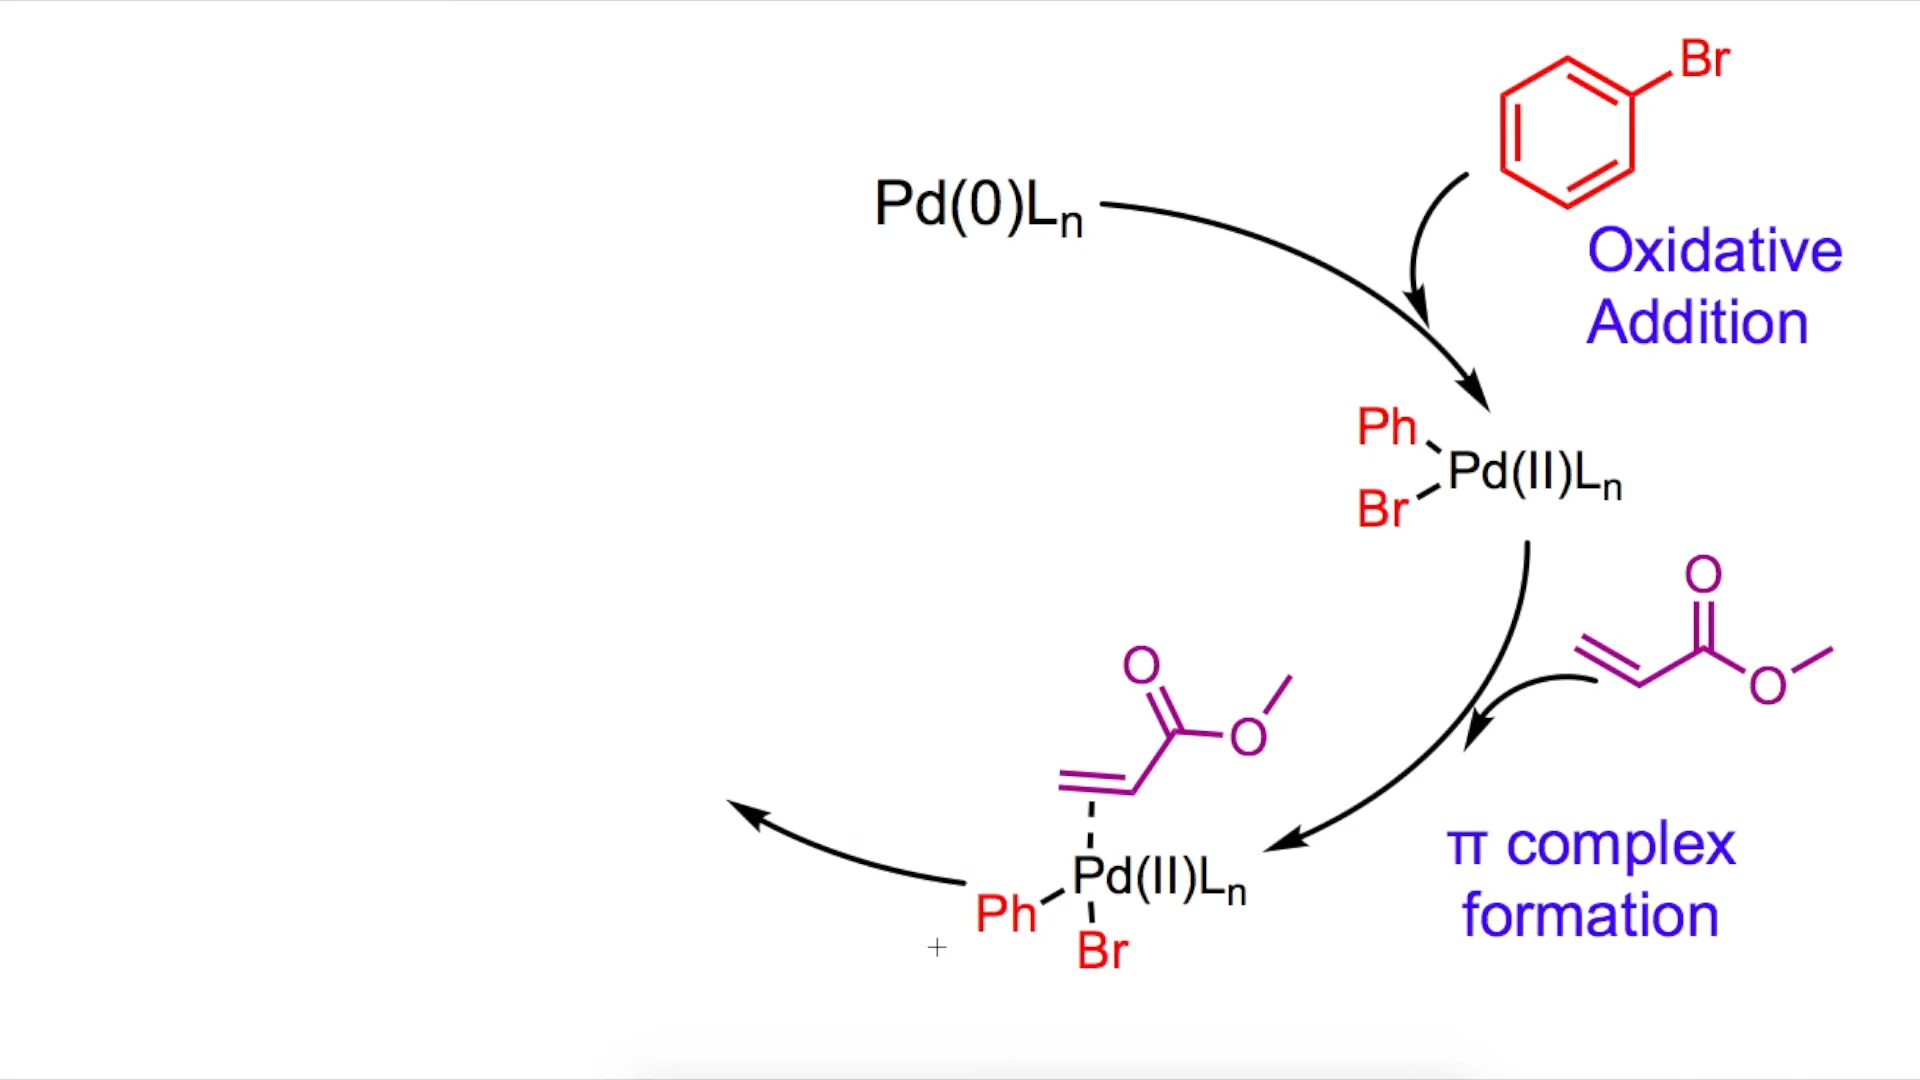 Br
Pd(0)Lₙ
Oxidative
Addition
Ph
Pd(II)Lₙ
Br
O
O
O
O
π complex
formation
Pd(II)Lₙ
Ph
Br